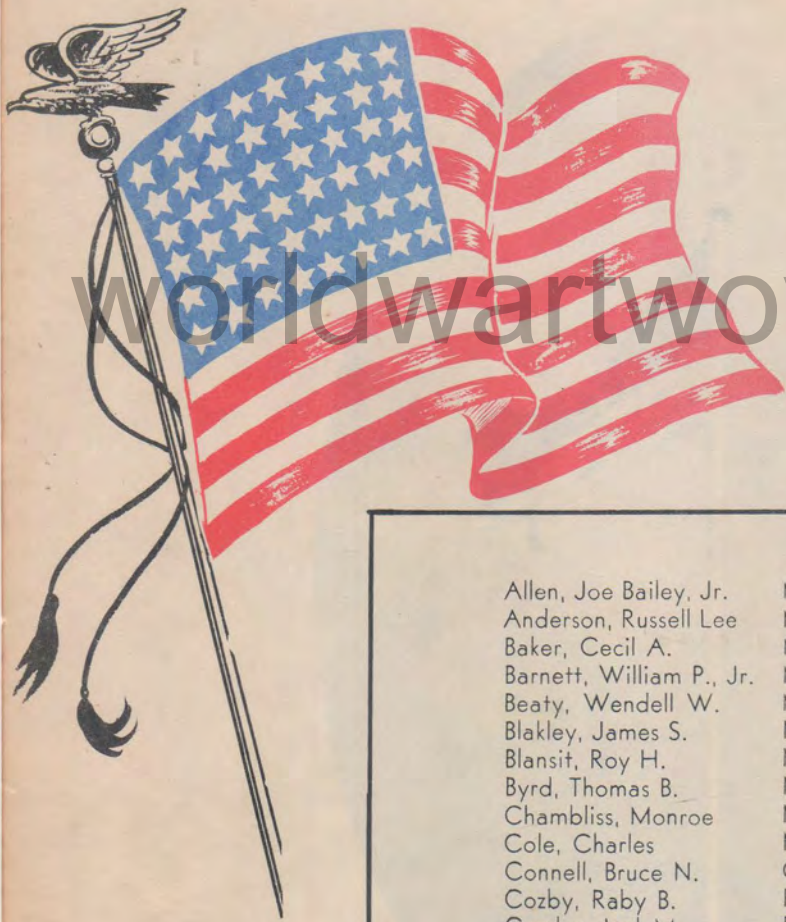 worldwartwo
Allen, Joe Bailey, Jr.
Anderson, Russell Lee
Baker, Cecil A.
Barnett, William P., Jr.
Beaty, Wendell W.
Blakley, James S.
Blansit, Roy H.
Byrd, Thomas B.
Chambliss, Monroe
Cole, Charles
Connell, Bruce N.
Cozby, Raby B.